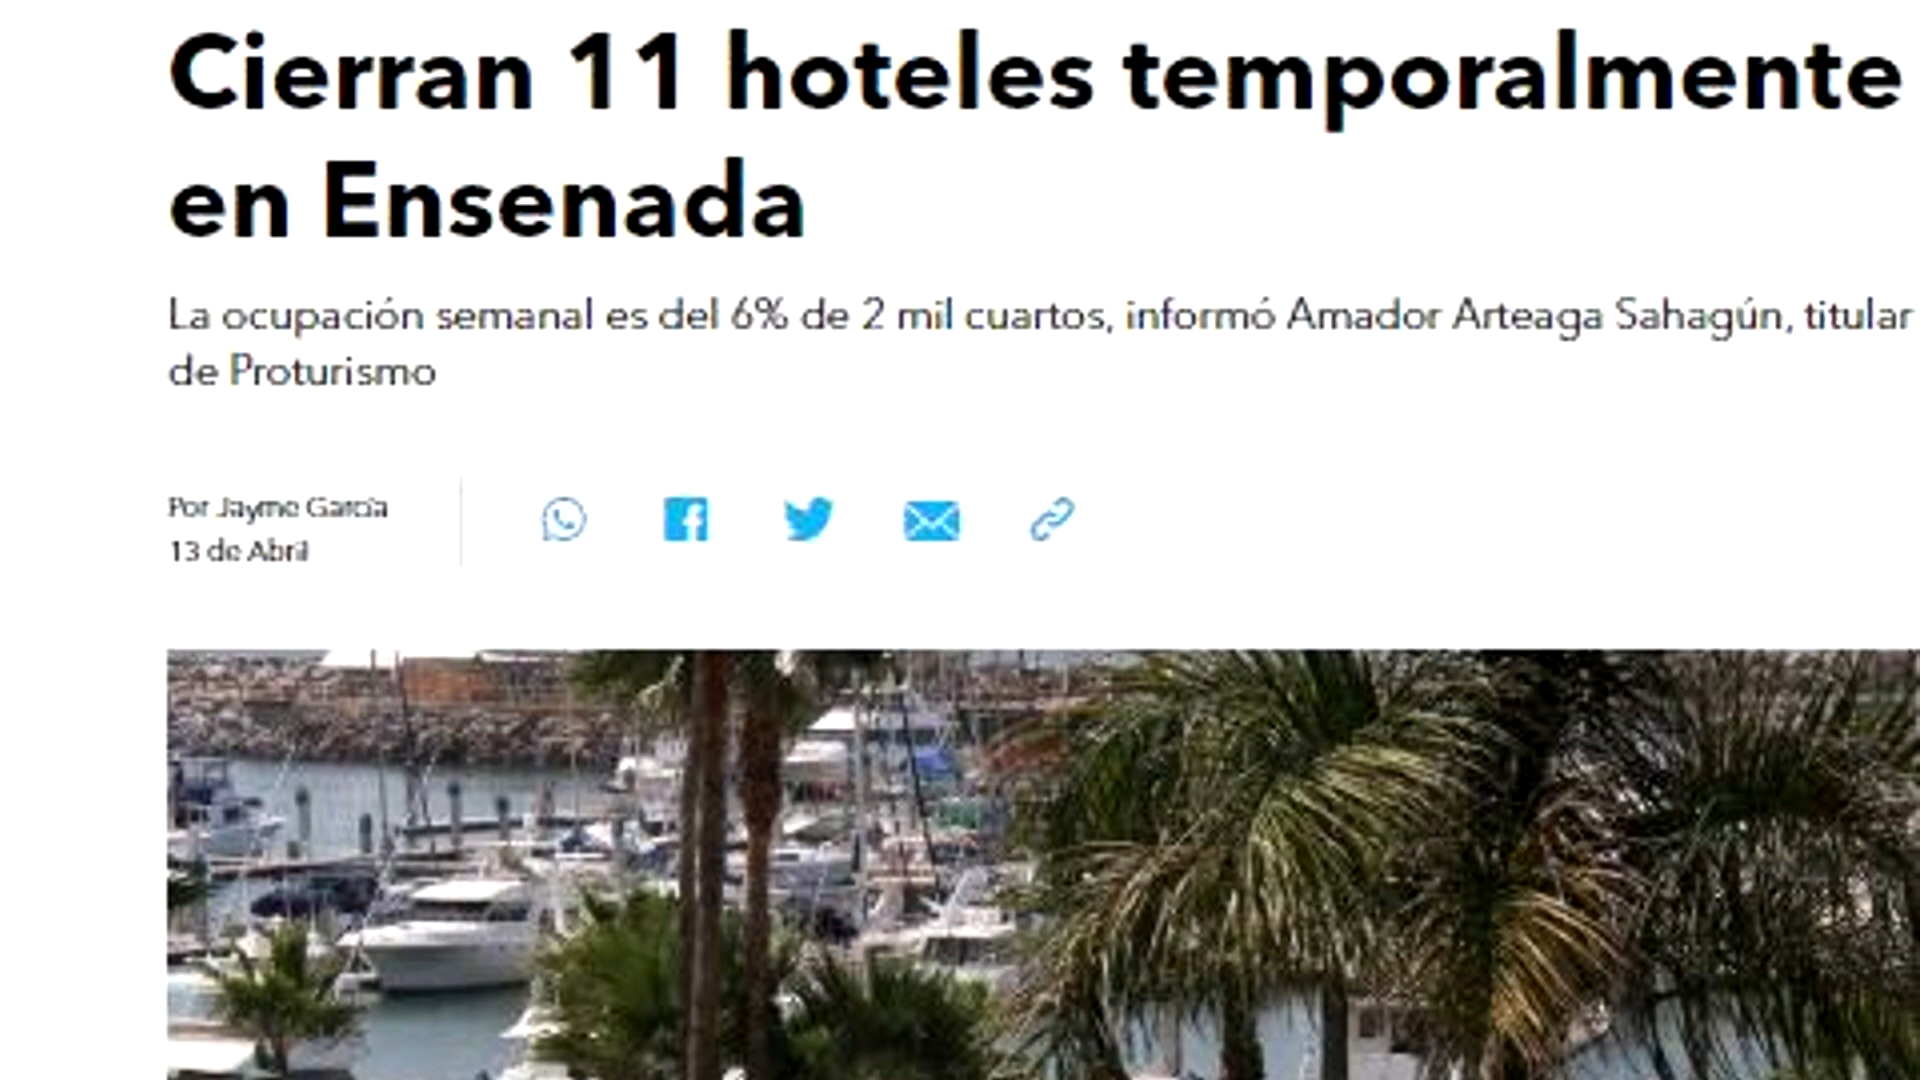 Cierran 11 hoteles temporalmente
en Ensenada
La ocupación semanal es del 6% de 2 mil cuartos, informó Amador Arteaga Sahagún, titular
de Proturismo
Por Jayme García
13 de Abril